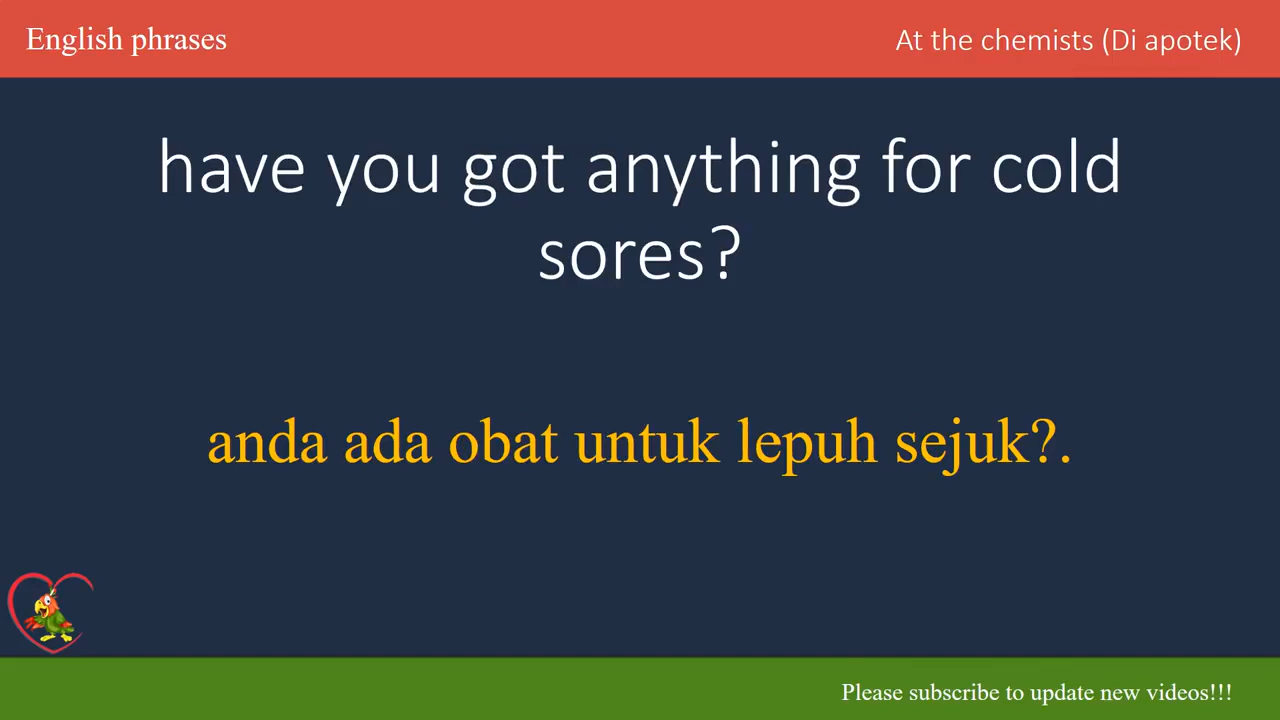 English phrases
At the chemists (Di apotek)
have you got anything for cold
sores?
anda ada obat untuk lepuh sejuk?.
Please subscribe to update new videos!!!